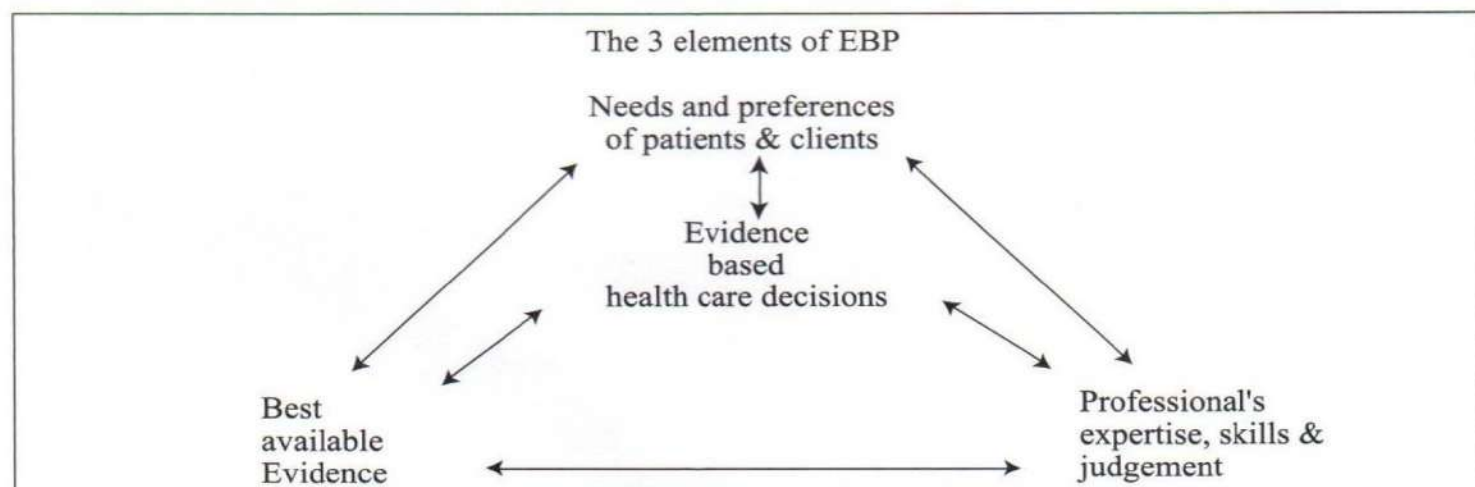 The 3 elements of EBP
Needs and preferences
of patients & clients
Evidence
based
health care decisions
Best
available
Evidence
Professional's
expertise, skills &
judgement